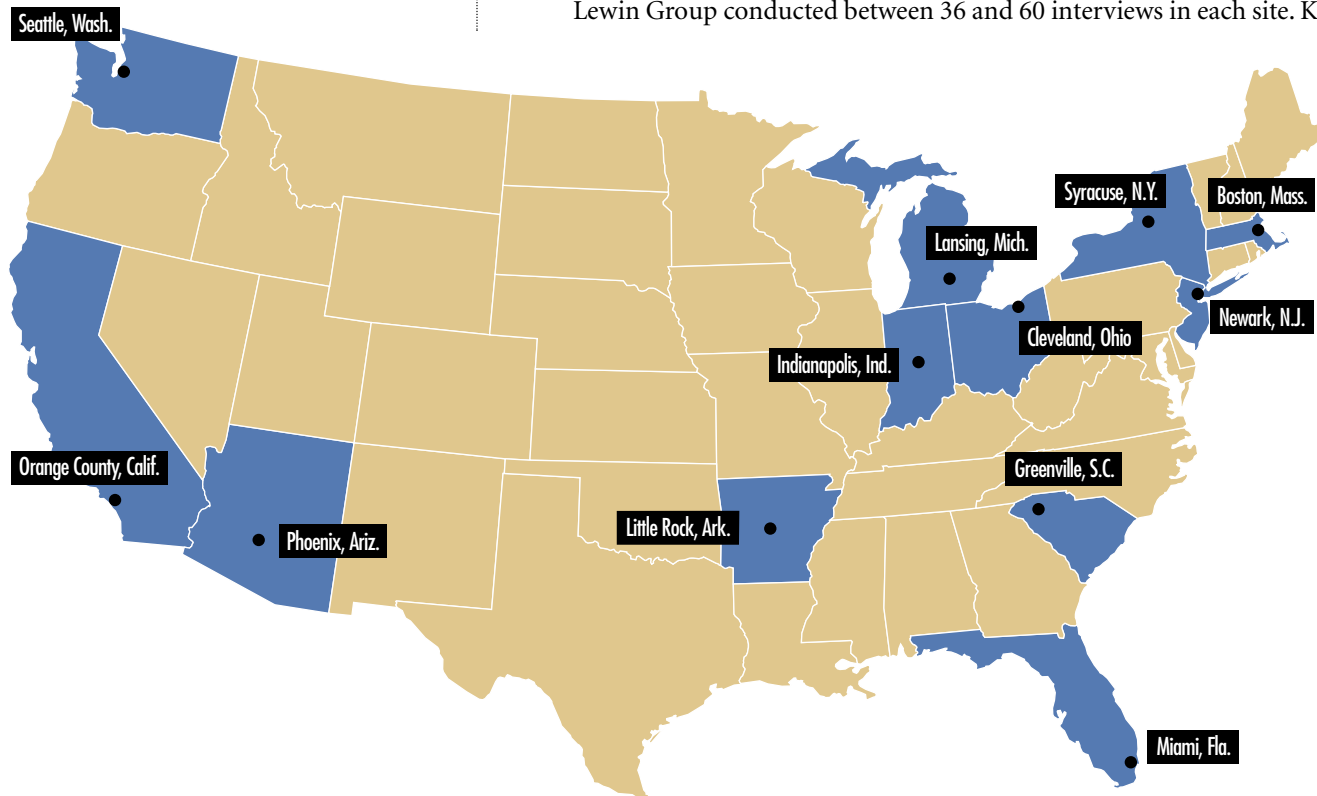 Lewin Group conducted between 36 and 60 interviews in each site. K
Seattle, Wash.
Syracuse, N.Y.
Boston, Mass.
Lansing, Mich.
Newark, N.J.
Cleveland, Ohio
Indianapolis, Ind.
Orange County, Calif.
Greenville, S.C.
Little Rock, Ark.
Phoenix, Ariz.
Miami, Fla.